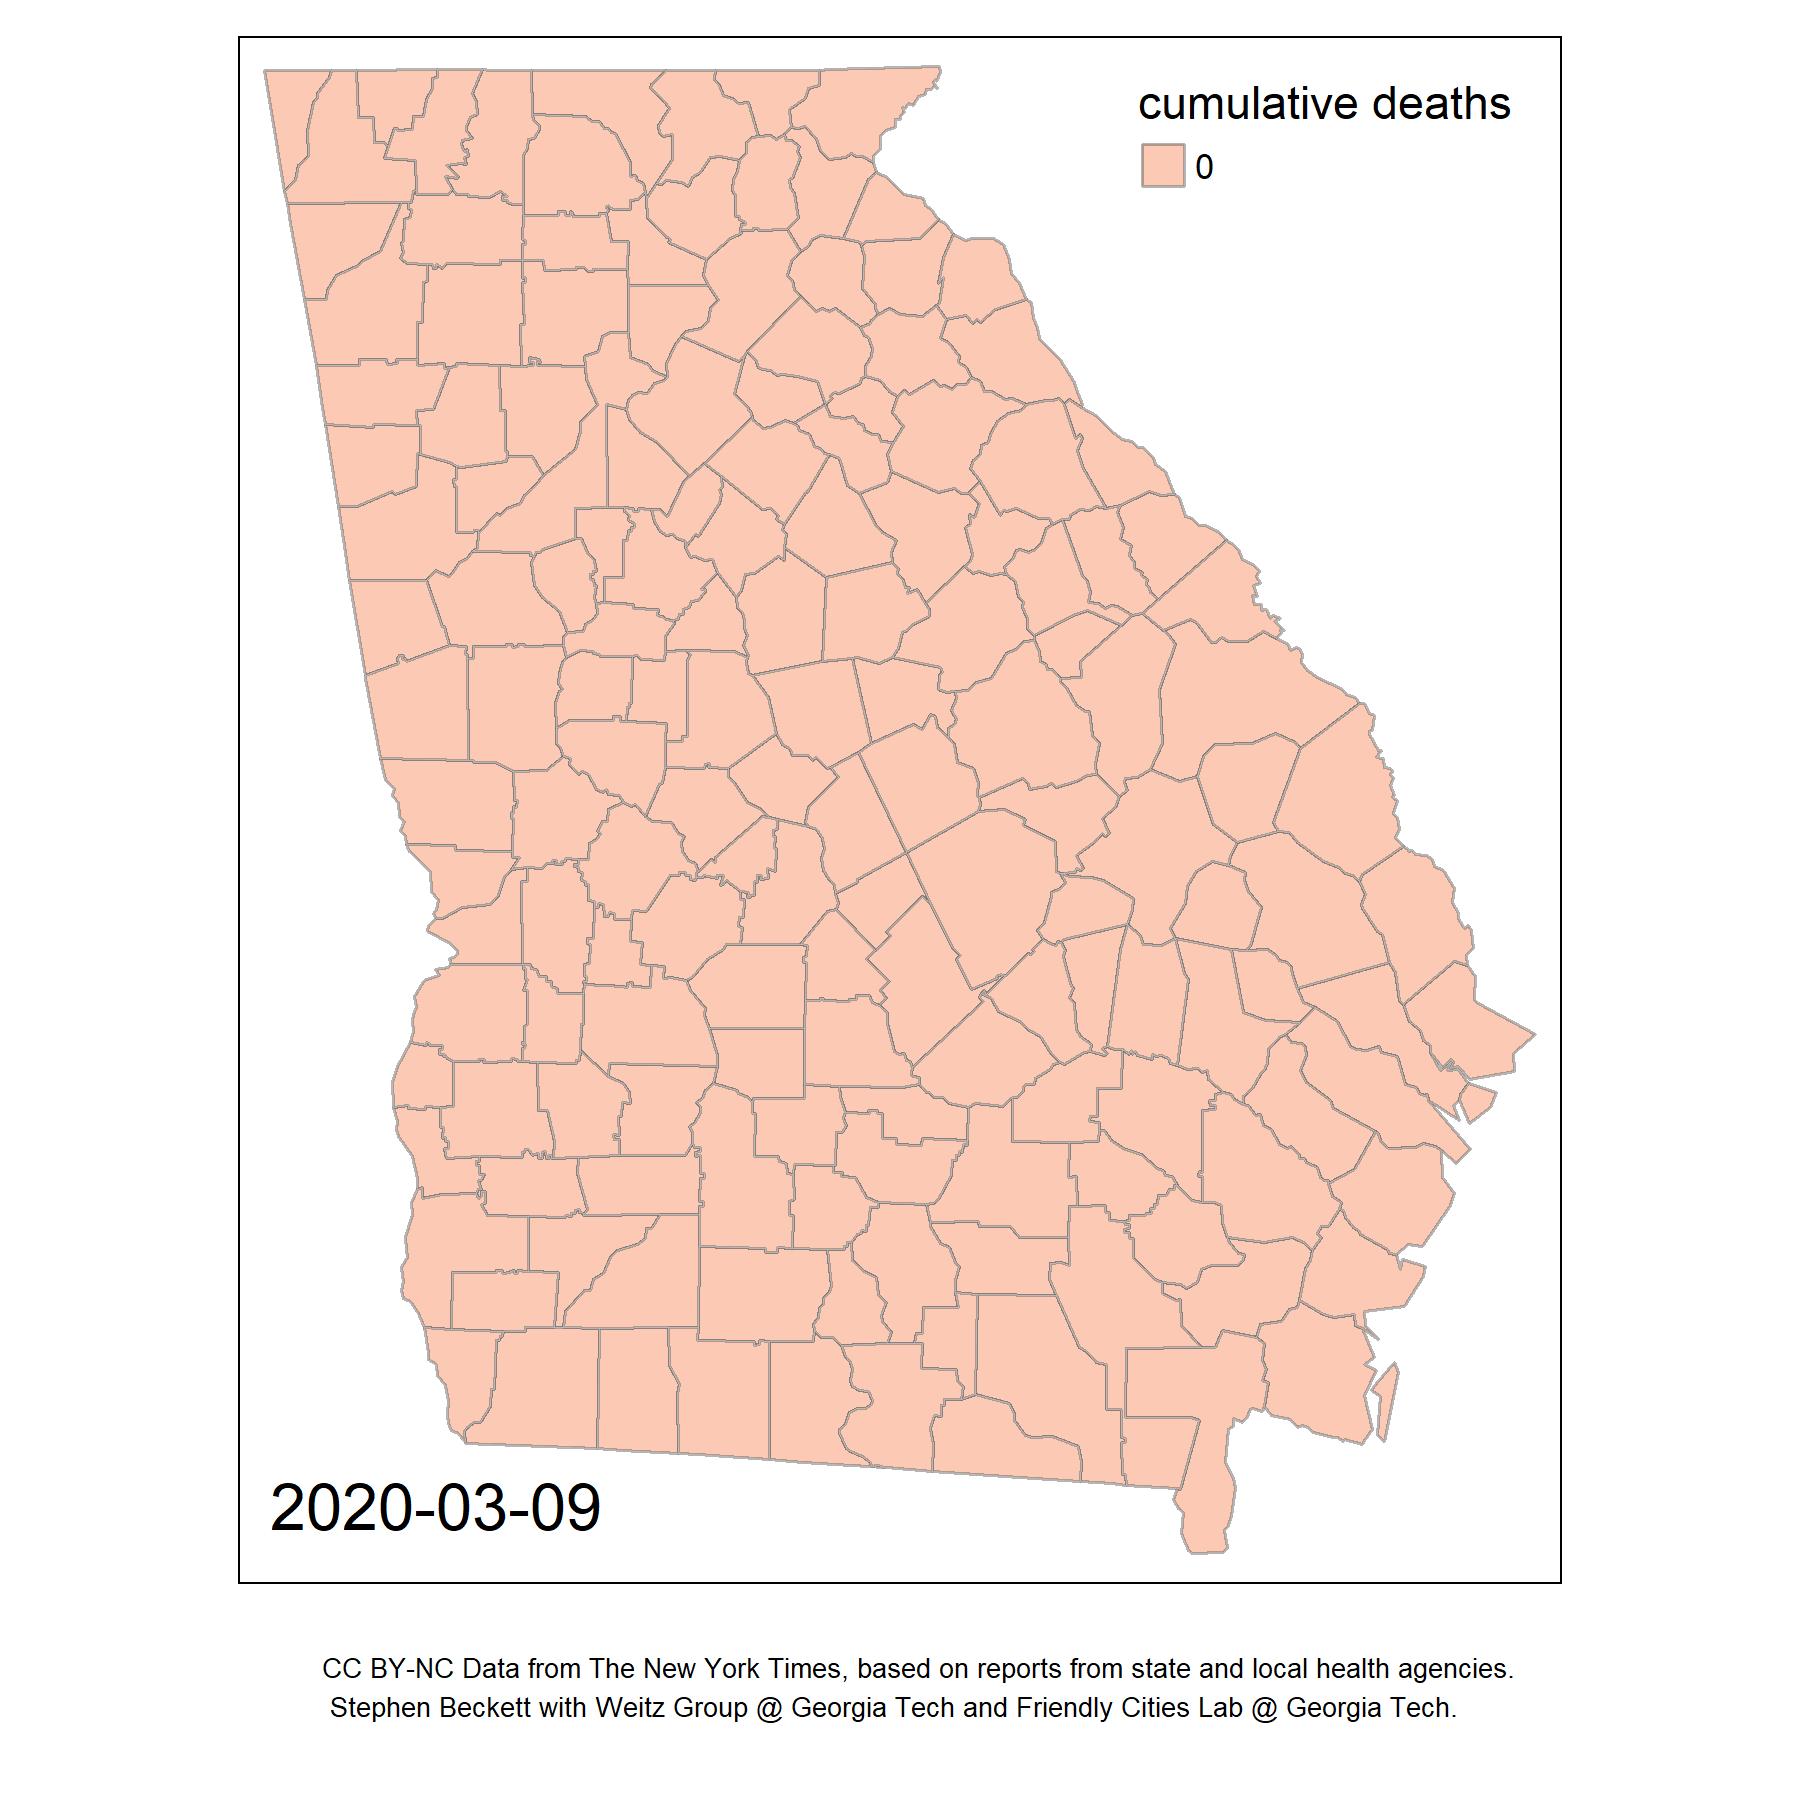 cumulative deaths
0
2020-03-09
CC BY-NC Data from The New York Times, based on reports from state and local health agencies.
Stephen Beckett with Weitz Group @ Georgia Tech and Friendly Cities Lab @ Georgia Tech.